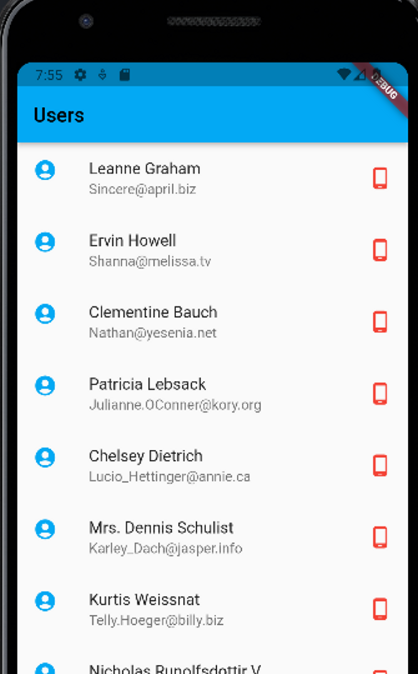 7:55
DEBUG
Users
Leanne Graham
Sincere@april.biz
Ervin Howell
Shanna@melissa.tv
Clementine Bauch
Nathan@yesenia.net
Patricia Lebsack
Julianne.OConner@kory.org
Chelsey Dietrich
Lucio_Hettinger@annie.ca
Mrs. Dennis Schulist
Karley_Dach@jasper.info
Kurtis Weissnat
Telly.Hoeger@billy.biz
Nicholas Runolfsdottir V